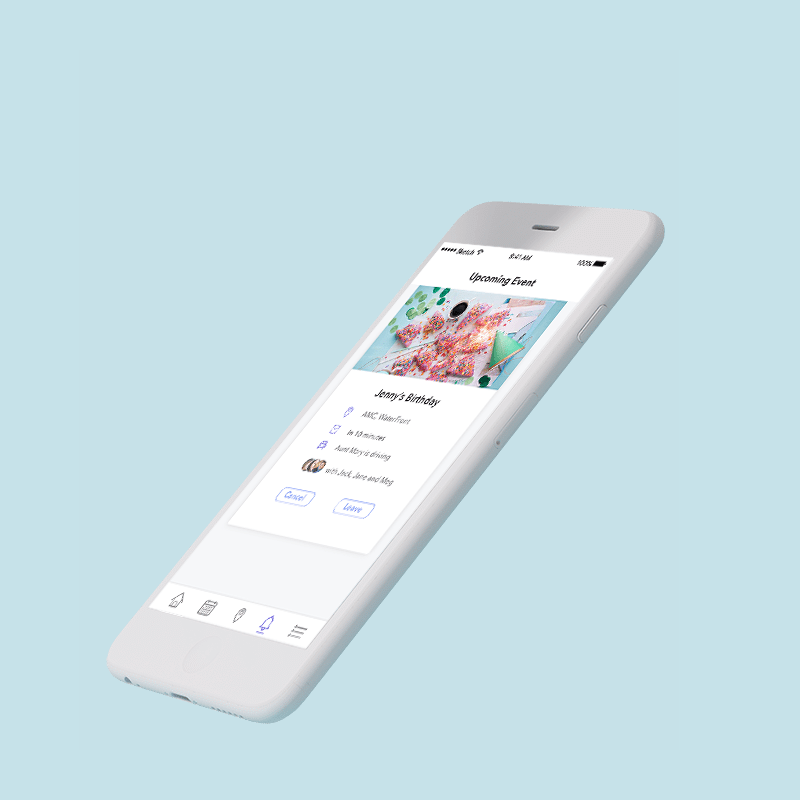 Sketch 9:41 AM 100%
Upcoming Event
Jenny's Birthday
AMC, Waterfront
In 10 minutes
Aunt Mary is driving
with Jack, Jane and Meg
Cancel Leave